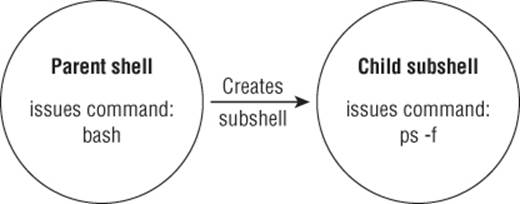 Parent shell
issues command:
bash
Creates
subshell
Child subshell
issues command:
ps -f